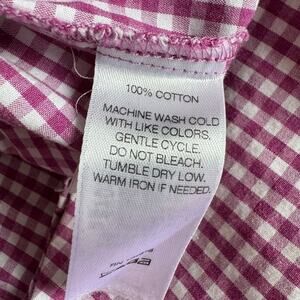 100% COTTON
MACHINE WASH COLD
WITH LIKE COLORS.
GENTLE CYCLE.
DO NOT BLEACH.
TUMBLE DRY LOW.
WARM IRON IF NEEDED.